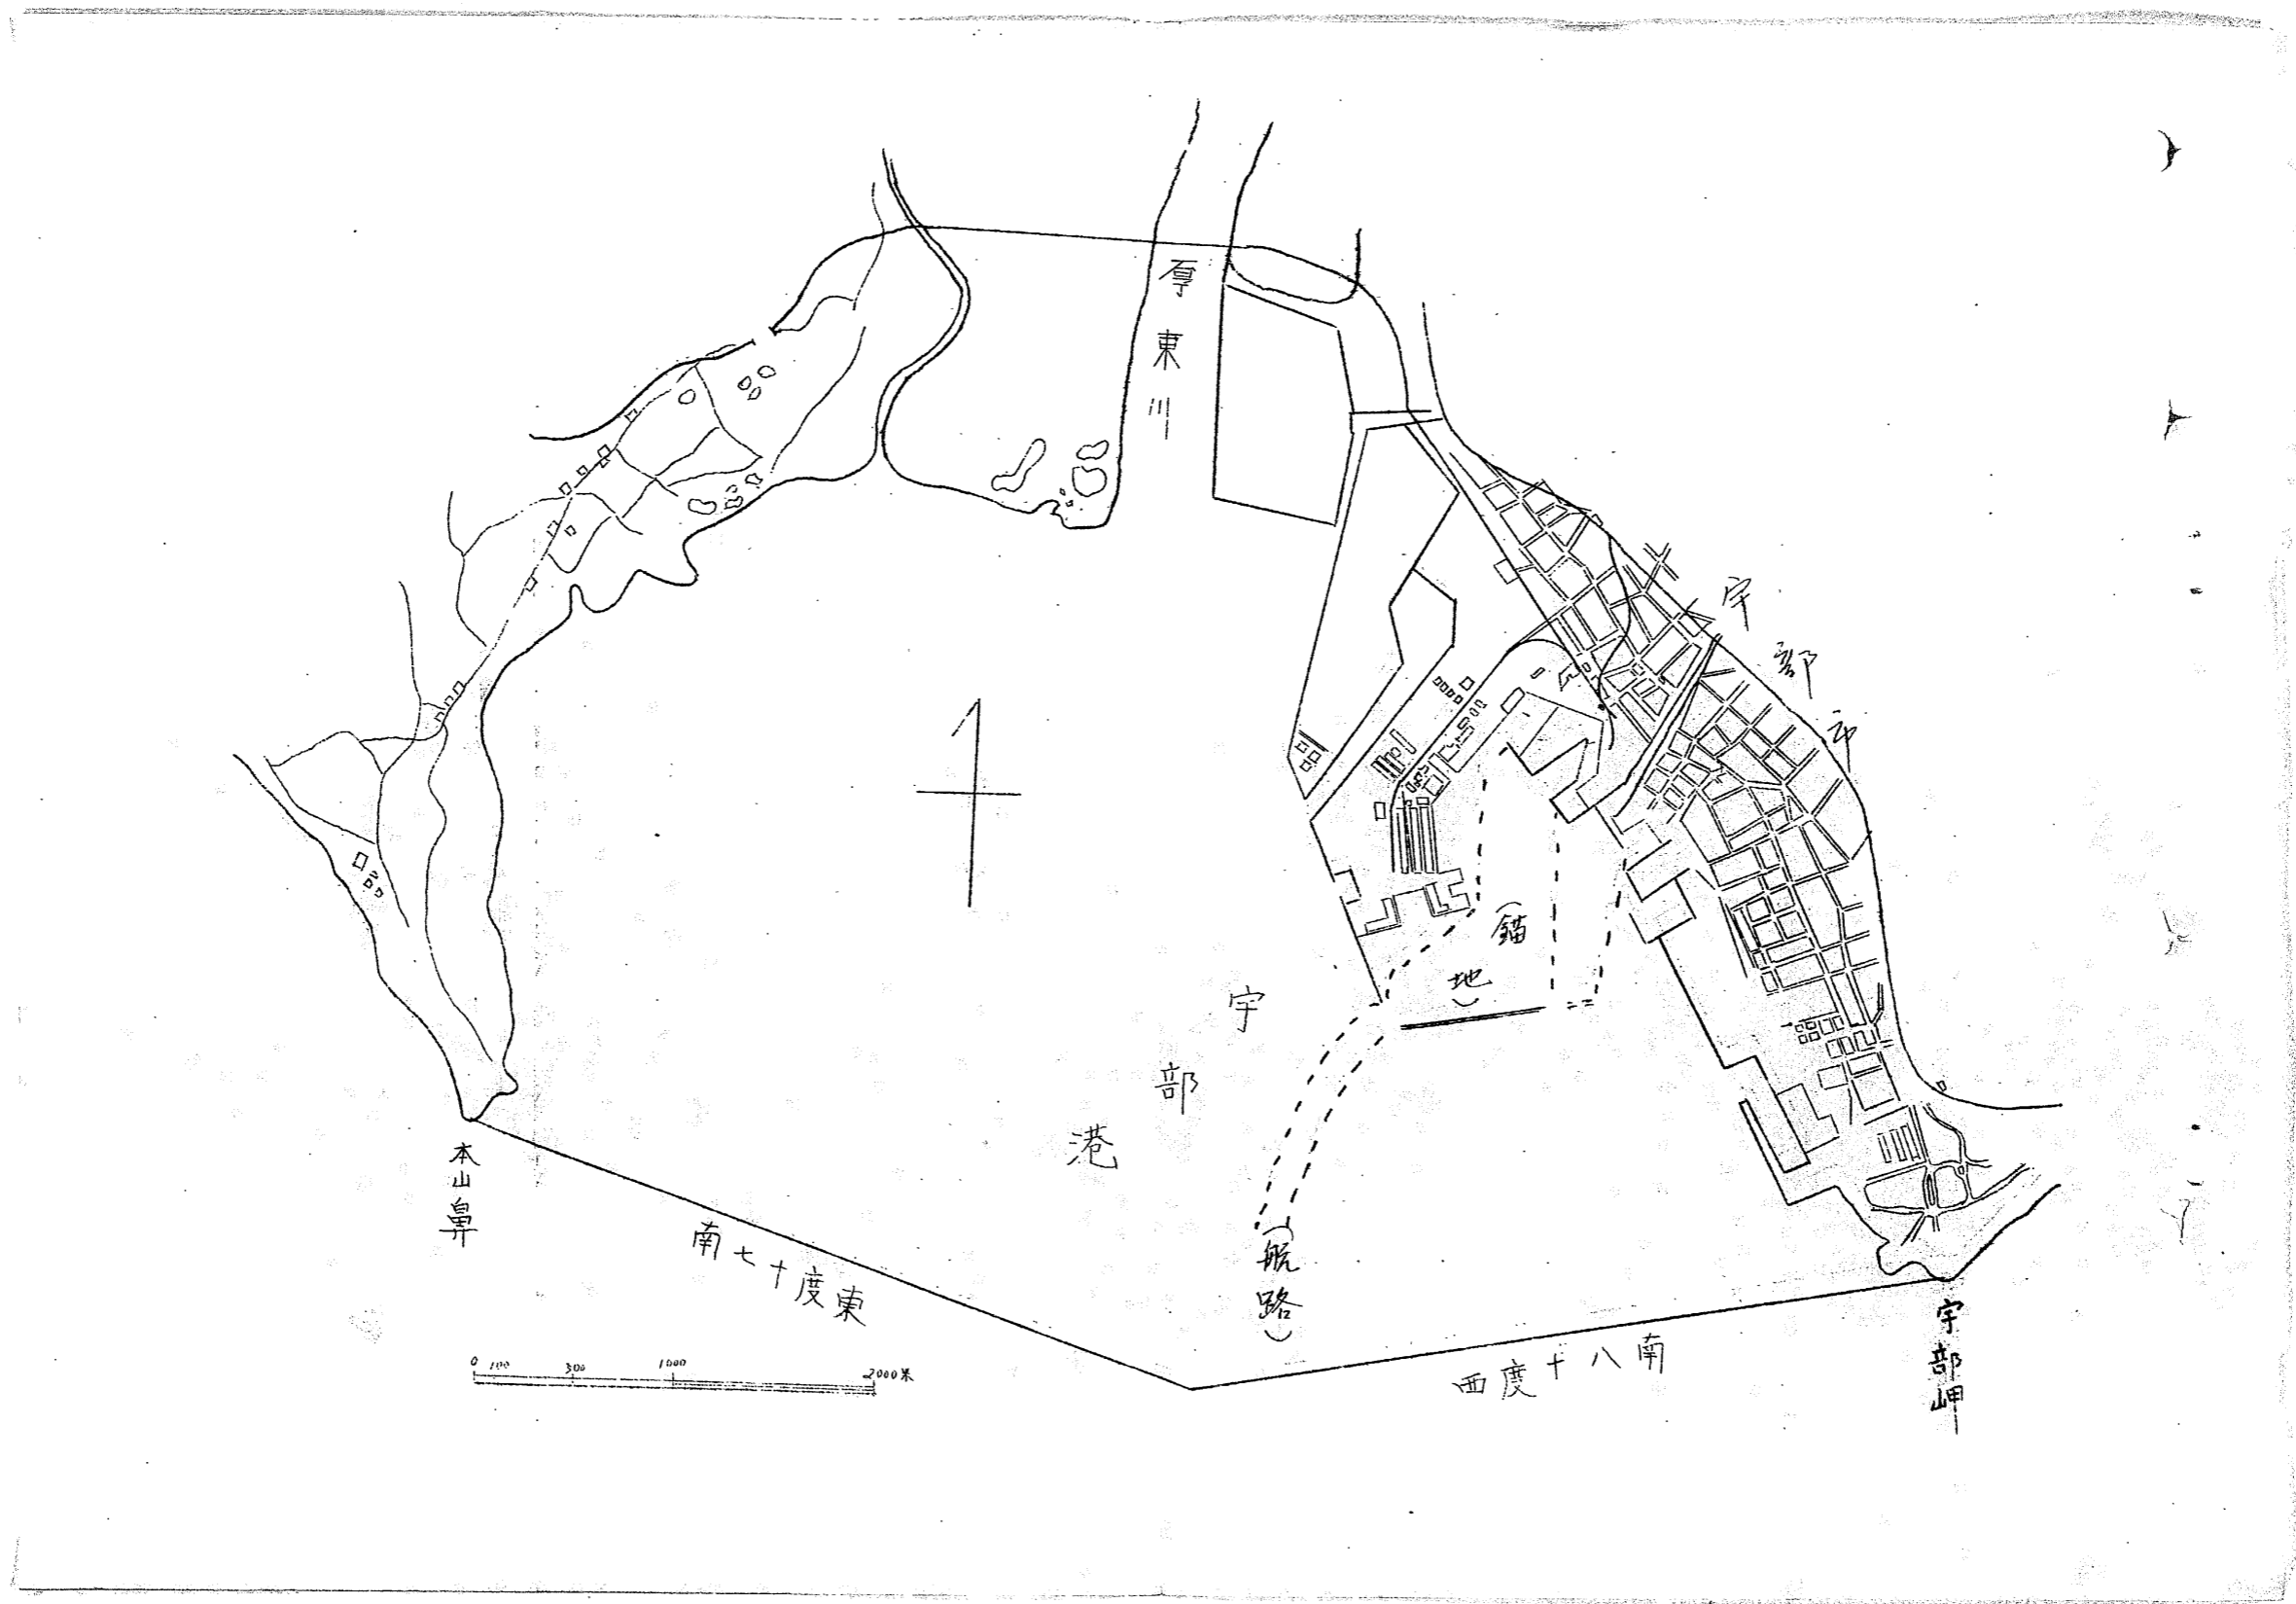 厚東川
宇部市
(錨地)
宇部港
(航路)
本山鼻
南七十度東
南八十度西
宇部岬
0 100 500 1000 2000米